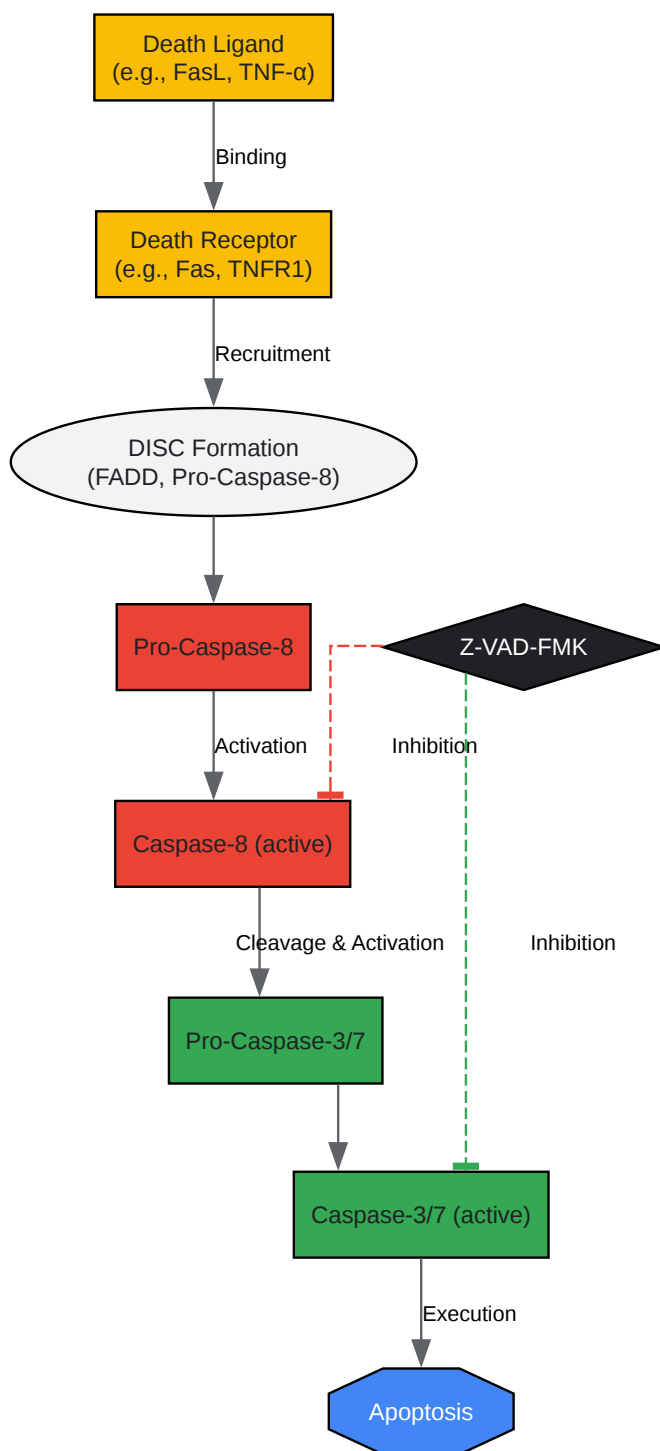 Death Ligand
(e.g., FasL, TNF-α)
Binding
Death Receptor
(e.g., Fas, TNFR1)
Recruitment
DISC Formation
(FADD, Pro-Caspase-8)
Pro-Caspase-8
Z-VAD-FMK
Activation
Inhibition
Caspase-8 (active)
Cleavage & Activation
Inhibition
Pro-Caspase-3/7
Caspase-3/7 (active)
Execution
Apoptosis